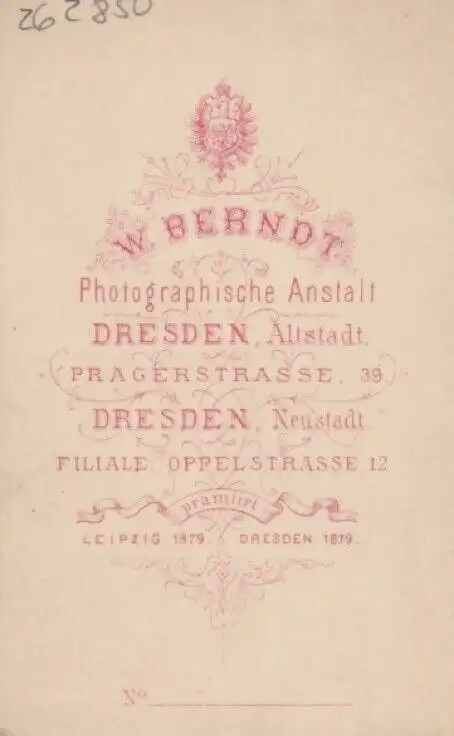 262850
W. BERNDT
Photographische Anstalt
DRESDEN, Altstadt,
PRAGERSTRASSE, 39.
DRESDEN, Neustadt
FILIALE OPPELSTRASSE 12
prämiirt
LEIPZIG 1879. DRESDEN 1879.
No